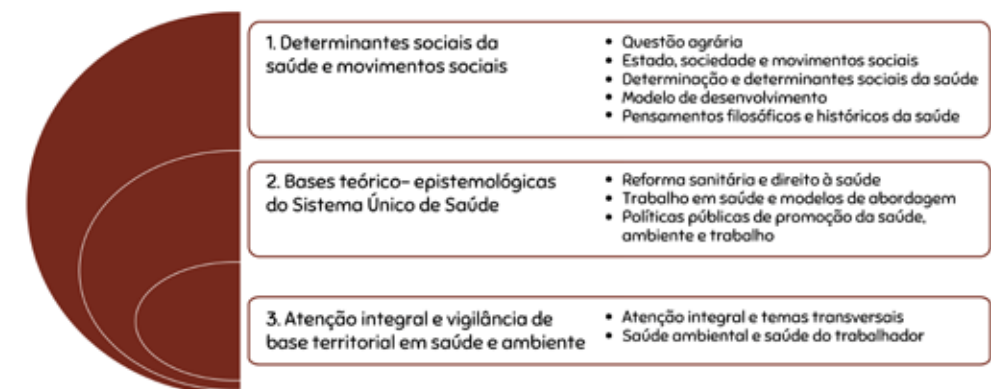 1. Determinantes sociais da
saúde e movimentos sociais
• Questão agrária
• Estado, sociedade e movimentos sociais
• Determinação e determinantes sociais da saúde
• Modelo de desenvolvimento
• Pensamentos filosóficos e históricos da saúde
2. Bases teórico- epistemológicas
do Sistema Único de Saúde
• Reforma sanitária e direito à saúde
• Trabalho em saúde e modelos de abordagem
• Políticas públicas de promoção da saúde,
ambiente e trabalho
3. Atenção integral e vigilância de
base territorial em saúde e ambiente
• Atenção integral e temas transversais
• Saúde ambiental e saúde do trabalhador